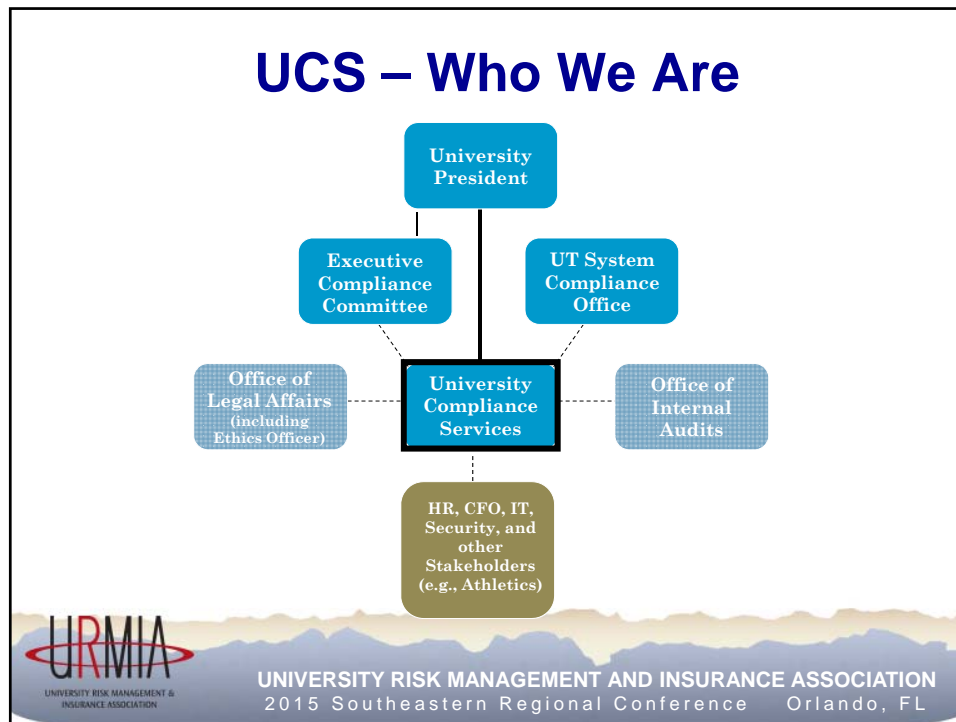 UCS – Who We Are
University
President
Executive
Compliance
Committee
UT System
Compliance
Office
Office of
Legal Affairs
(including
Ethics Officer)
University
Compliance
Services
Office of
Internal
Audits
HR, CFO, IT,
Security, and
other
Stakeholders
(e.g., Athletics)
URMIA
UNIVERSITY RISK MANAGEMENT &
INSURANCE ASSOCIATION
UNIVERSITY RISK MANAGEMENT AND INSURANCE ASSOCIATION
2015 Southeastern Regional Conference Orlando, FL